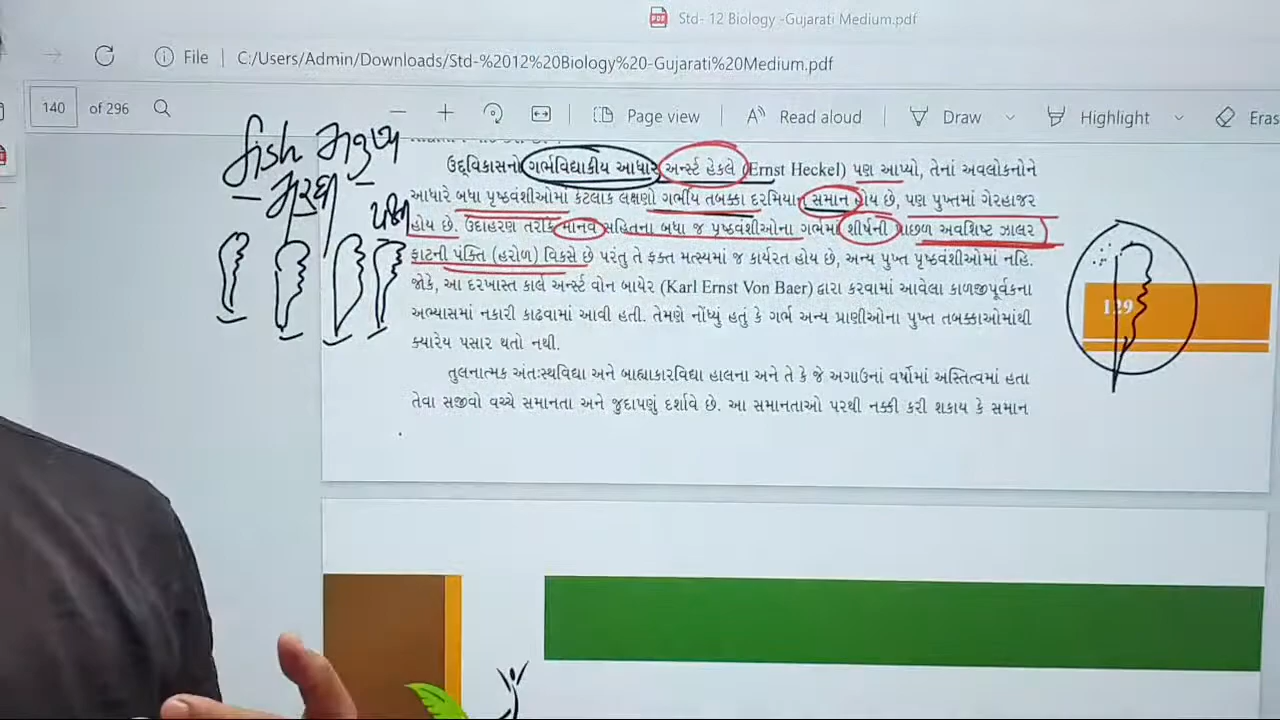 Std- 12 Biology -Gujarati Medium.pdf
File C:/Users/Admin/Downloads/Std-%2012%20Biology%20-Gujarati%20Medium.pdf
140 of 296 Page view Read aloud Draw Highlight Eras
fish મનુષ્ય
મરઘી
ઉદ્દવિકાસનો ગર્ભવિદ્યાકીય આધાર અર્ન્સ્ટ હેકલે (Ernst Heckel) પણ આપ્યો, તેનાં અવલોકનોને
આધારે બધા પૃષ્ઠવંશીઓમાં કેટલાક લક્ષણો ગર્ભીય તબક્કા દરમિયાન સમાન હોય છે, પણ પુખ્તમાં ગેરહાજર
હોય છે. ઉદાહરણ તરીકે માનવ સહિતના બધા જ પૃષ્ઠવંશીઓના ગર્ભમાં શીર્ષની પાછળ અવશિષ્ટ ઝાલર
ફાટની પંક્તિ (હરોળ) વિકસે છે પરંતુ તે ફક્ત મત્સ્યમાં જ કાર્યરત હોય છે, અન્ય પુખ્ત પૃષ્ઠવંશીઓમાં નહિ.
જોકે, આ દરખાસ્ત કાર્લ અર્ન્સ્ટ વોન બાયેર (Karl Ernst Von Baer) દ્વારા કરવામાં આવેલા કાળજીપૂર્વકના
અભ્યાસમાં નકારી કાઢવામાં આવી હતી. તેમણે નોંધ્યું હતું કે ગર્ભ અન્ય પ્રાણીઓના પુખ્ત તબક્કાઓમાંથી
ક્યારેય પસાર થતો નથી.
129
તુલનાત્મક અંતઃસ્થવિદ્યા અને બાહ્યાકારવિદ્યા હાલના અને તે કે જે અગાઉનાં વર્ષોમાં અસ્તિત્વમાં હતા
તેવા સજીવો વચ્ચે સમાનતા અને જુદાપણું દર્શાવે છે. આ સમાનતાઓ પરથી નક્કી કરી શકાય કે સમાન